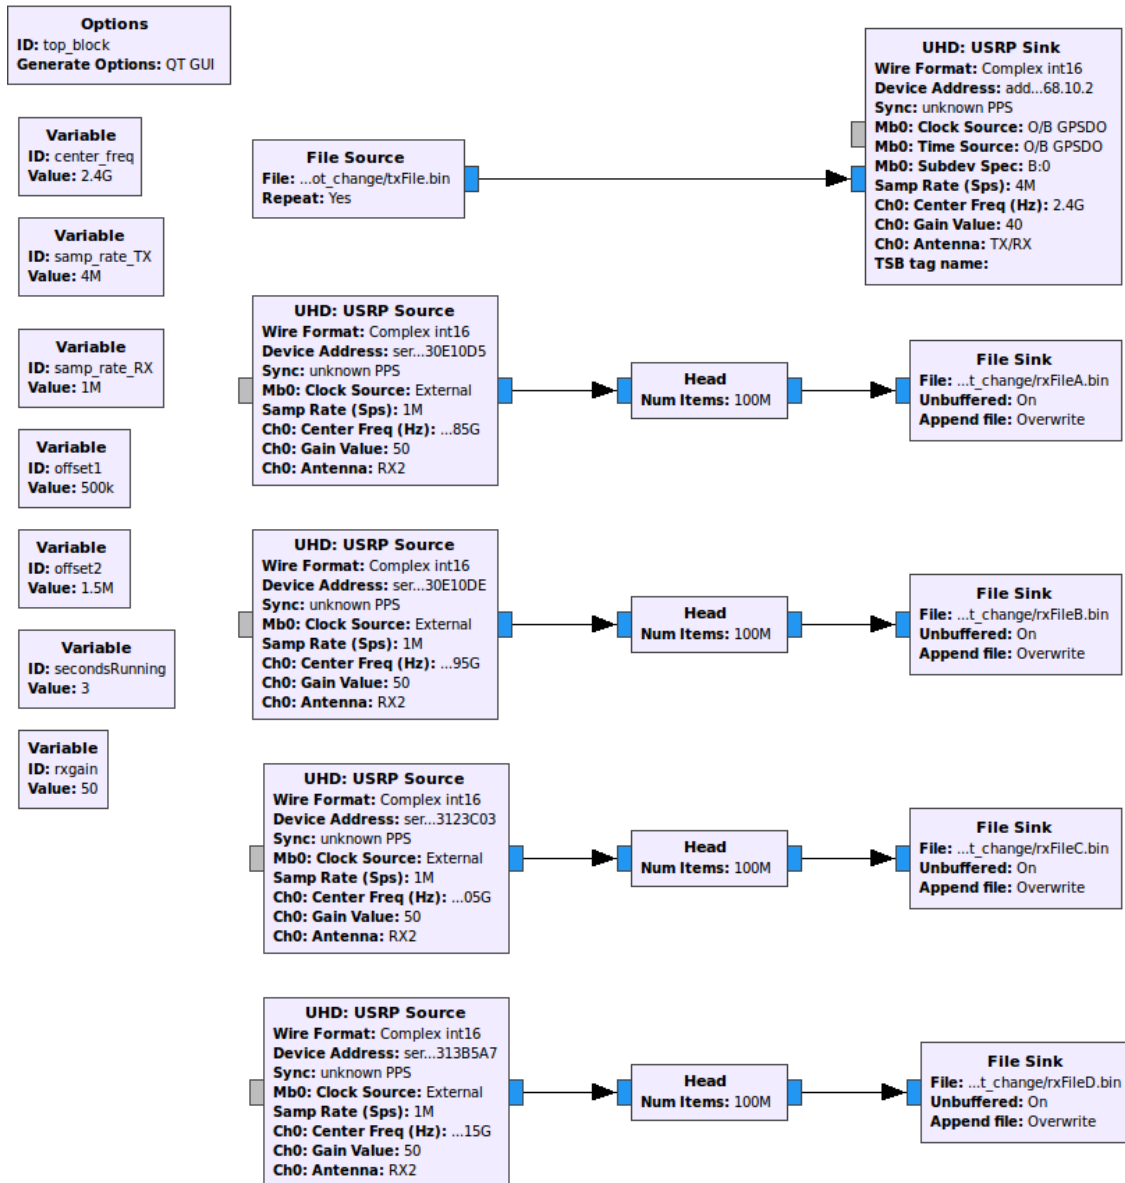 Options
ID: top_block
Generate Options: QT GUI
Variable
ID: center_freq
Value: 2.4G
Variable
ID: samp_rate_TX
Value: 4M
Variable
ID: samp_rate_RX
Value: 1M
Variable
ID: offset1
Value: 500k
Variable
ID: offset2
Value: 1.5M
Variable
ID: secondsRunning
Value: 3
Variable
ID: rxgain
Value: 50
File Source
File: ...ot_change/txFile.bin
Repeat: Yes
UHD: USRP Sink
Wire Format: Complex int16
Device Address: add...68.10.2
Sync: unknown PPS
Mb0: Clock Source: O/B GPSDO
Mb0: Time Source: O/B GPSDO
Mb0: Subdev Spec: B:0
Samp Rate (Sps): 4M
Ch0: Center Freq (Hz): 2.4G
Ch0: Gain Value: 40
Ch0: Antenna: TX/RX
TSB tag name:
UHD: USRP Source
Wire Format: Complex int16
Device Address: ser...30E10D5
Sync: unknown PPS
Mb0: Clock Source: External
Samp Rate (Sps): 1M
Ch0: Center Freq (Hz): ...85G
Ch0: Gain Value: 50
Ch0: Antenna: RX2
Head
Num Items: 100M
File Sink
File: ...t_change/rxFileA.bin
Unbuffered: On
Append file: Overwrite
UHD: USRP Source
Wire Format: Complex int16
Device Address: ser...30E10DE
Sync: unknown PPS
Mb0: Clock Source: External
Samp Rate (Sps): 1M
Ch0: Center Freq (Hz): ...95G
Ch0: Gain Value: 50
Ch0: Antenna: RX2
Head
Num Items: 100M
File Sink
File: ...t_change/rxFileB.bin
Unbuffered: On
Append file: Overwrite
UHD: USRP Source
Wire Format: Complex int16
Device Address: ser...3123C03
Sync: unknown PPS
Mb0: Clock Source: External
Samp Rate (Sps): 1M
Ch0: Center Freq (Hz): ...05G
Ch0: Gain Value: 50
Ch0: Antenna: RX2
Head
Num Items: 100M
File Sink
File: ...t_change/rxFileC.bin
Unbuffered: On
Append file: Overwrite
UHD: USRP Source
Wire Format: Complex int16
Device Address: ser...313B5A7
Sync: unknown PPS
Mb0: Clock Source: External
Samp Rate (Sps): 1M
Ch0: Center Freq (Hz): ...15G
Ch0: Gain Value: 50
Ch0: Antenna: RX2
Head
Num Items: 100M
File Sink
File: ...t_change/rxFileD.bin
Unbuffered: On
Append file: Overwrite